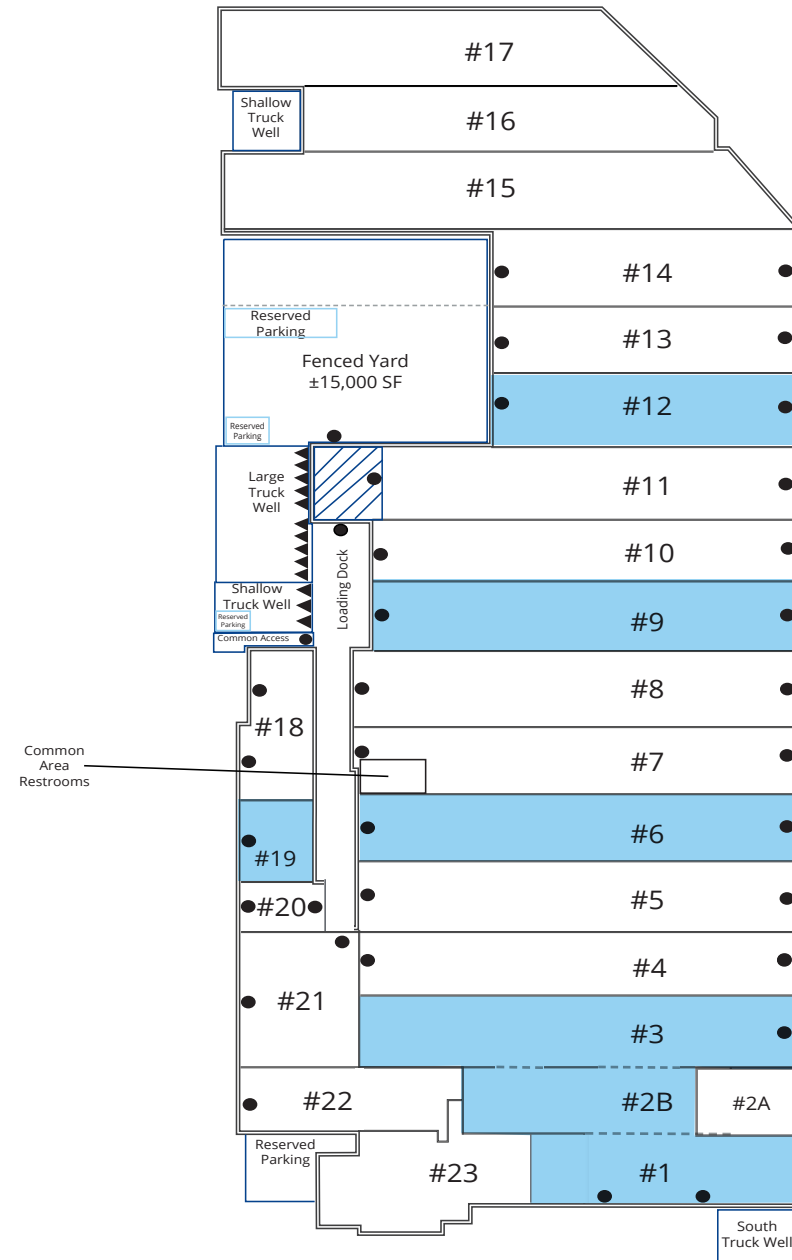 #17
Shallow
Truck
Well
#16
#15
#14
Reserved
Parking
#13
Fenced Yard
±15,000 SF
#12
Reserved
Parking
Large
Truck
Well
#11
#10
Loading Dock
Shallow
Truck Well
Reserved
Parking
#9
Common Access
#8
#18
Common
Area
Restrooms
#7
#6
#19
#5
#20
#4
#21
#3
#22
#2B
#2A
Reserved
Parking
#23
#1
South
Truck Well